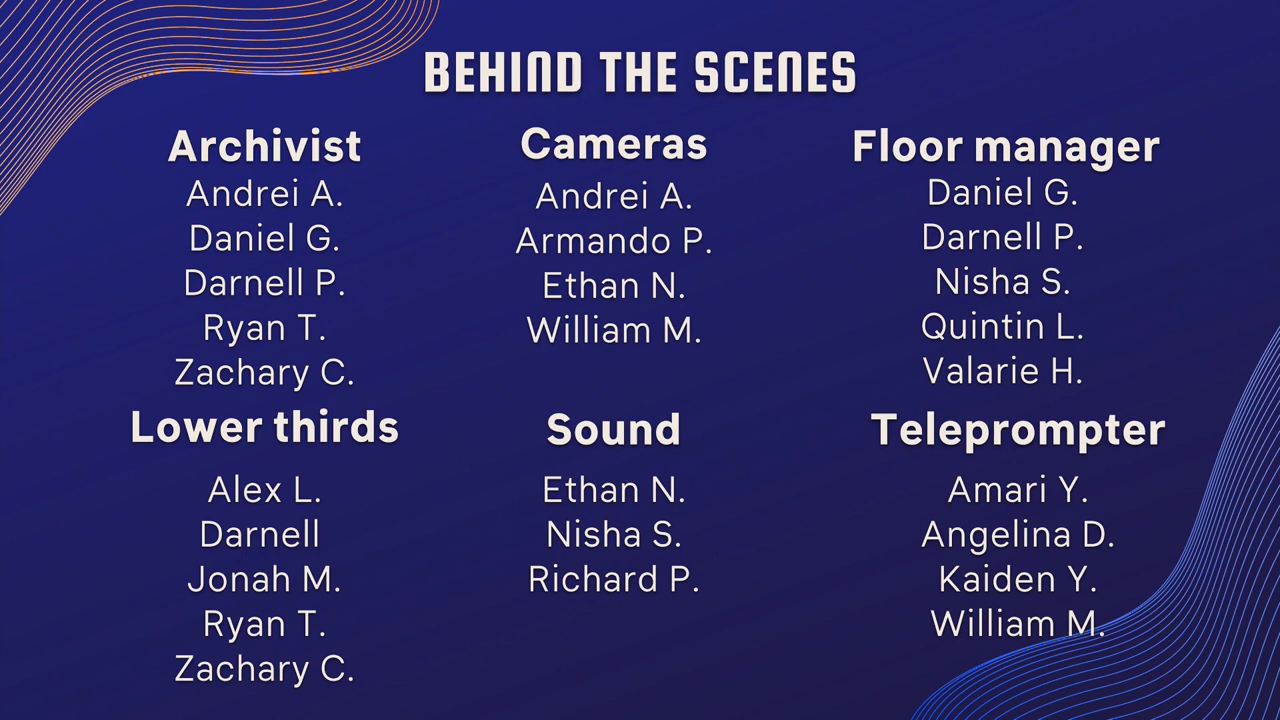 BEHIND THE SCENES
Archivist
Andrei A.
Daniel G.
Darnell P.
Ryan T.
Zachary C.
Cameras
Andrei A.
Armando P.
Ethan N.
William M.
Floor manager
Daniel G.
Darnell P.
Nisha S.
Quintin L.
Valarie H.
Lower thirds
Alex L.
Darnell
Jonah M.
Ryan T.
Zachary C.
Sound
Ethan N.
Nisha S.
Richard P.
Teleprompter
Amari Y.
Angelina D.
Kaiden Y.
William M.